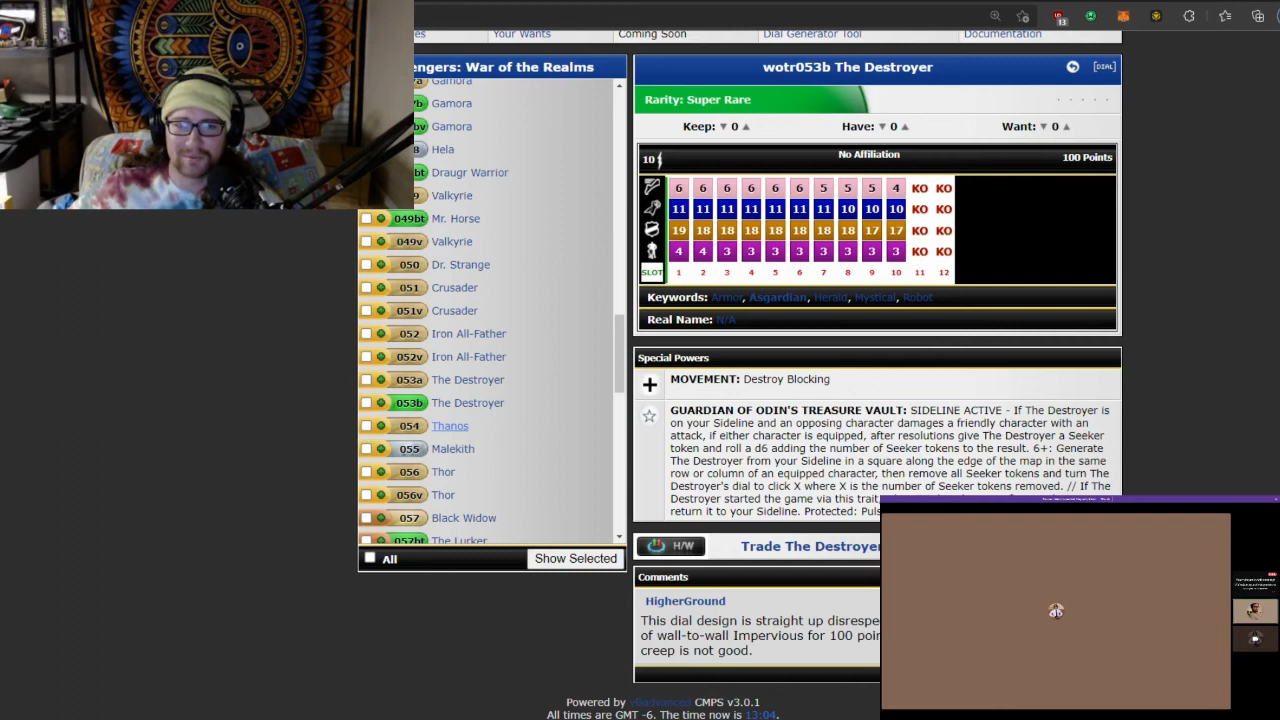 Your Wants
Coming Soon
Dial Generator Tool
Documentation
13
engers: War of the Realms
Gamora
Gamora
Gamora
Hela
Draugr Warrior
Valkyrie
049bt Mr. Horse
049v Valkyrie
050 Dr. Strange
051 Crusader
051v Crusader
052 Iron All-Father
052v Iron All-Father
053a The Destroyer
053b The Destroyer
054 Thanos
055 Malekith
056 Thor
056v Thor
057 Black Widow
057bt The Lurker
All
Show Selected
wotr053b The Destroyer
[DIAL]
Rarity: Super Rare
Keep: ▼ 0 ▲ Have: ▼ 0 ▲ Want: ▼ 0 ▲
10 No Affiliation 100 Points
6 6 6 6 6 6 5 5 5 4 KO KO
11 11 11 11 11 11 11 10 10 10 KO KO
19 18 18 18 18 18 18 18 17 17 KO KO
4 4 3 3 3 3 3 3 3 3 KO KO
SLOT 1 2 3 4 5 6 7 8 9 10 11 12
Keywords: Armor, Asgardian, Herald, Mystical, Robot
Real Name: N/A
Special Powers
MOVEMENT: Destroy Blocking
GUARDIAN OF ODIN'S TREASURE VAULT: SIDELINE ACTIVE - If The Destroyer is
on your Sideline and an opposing character damages a friendly character with an
attack, if either character is equipped, after resolutions give The Destroyer a Seeker
token and roll a d6 adding the number of Seeker tokens to the result. 6+: Generate
The Destroyer from your Sideline in a square along the edge of the map in the same
row or column of an equipped character, then remove all Seeker tokens and turn The
Destroyer's dial to click X where X is the number of Seeker tokens removed. // If The
Destroyer started the game via this trait
return it to your Sideline. Protected: Puls
H/W
Trade The Destroyer
Comments
HigherGround
This dial design is straight up disrespe
of wall-to-wall Impervious for 100 poin
creep is not good.
Powered by vBadvanced CMPS v3.0.1
All times are GMT -6. The time now is 13:04.